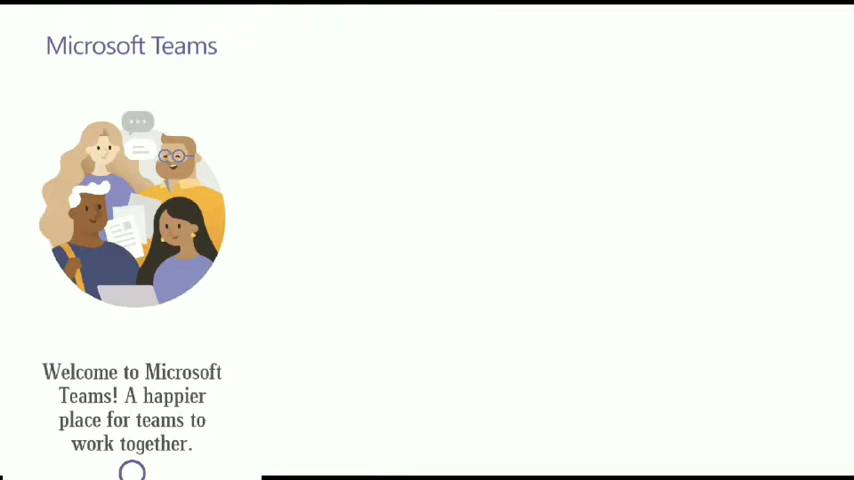 Microsoft Teams
Welcome to Microsoft
Teams! A happier
place for teams to
work together.